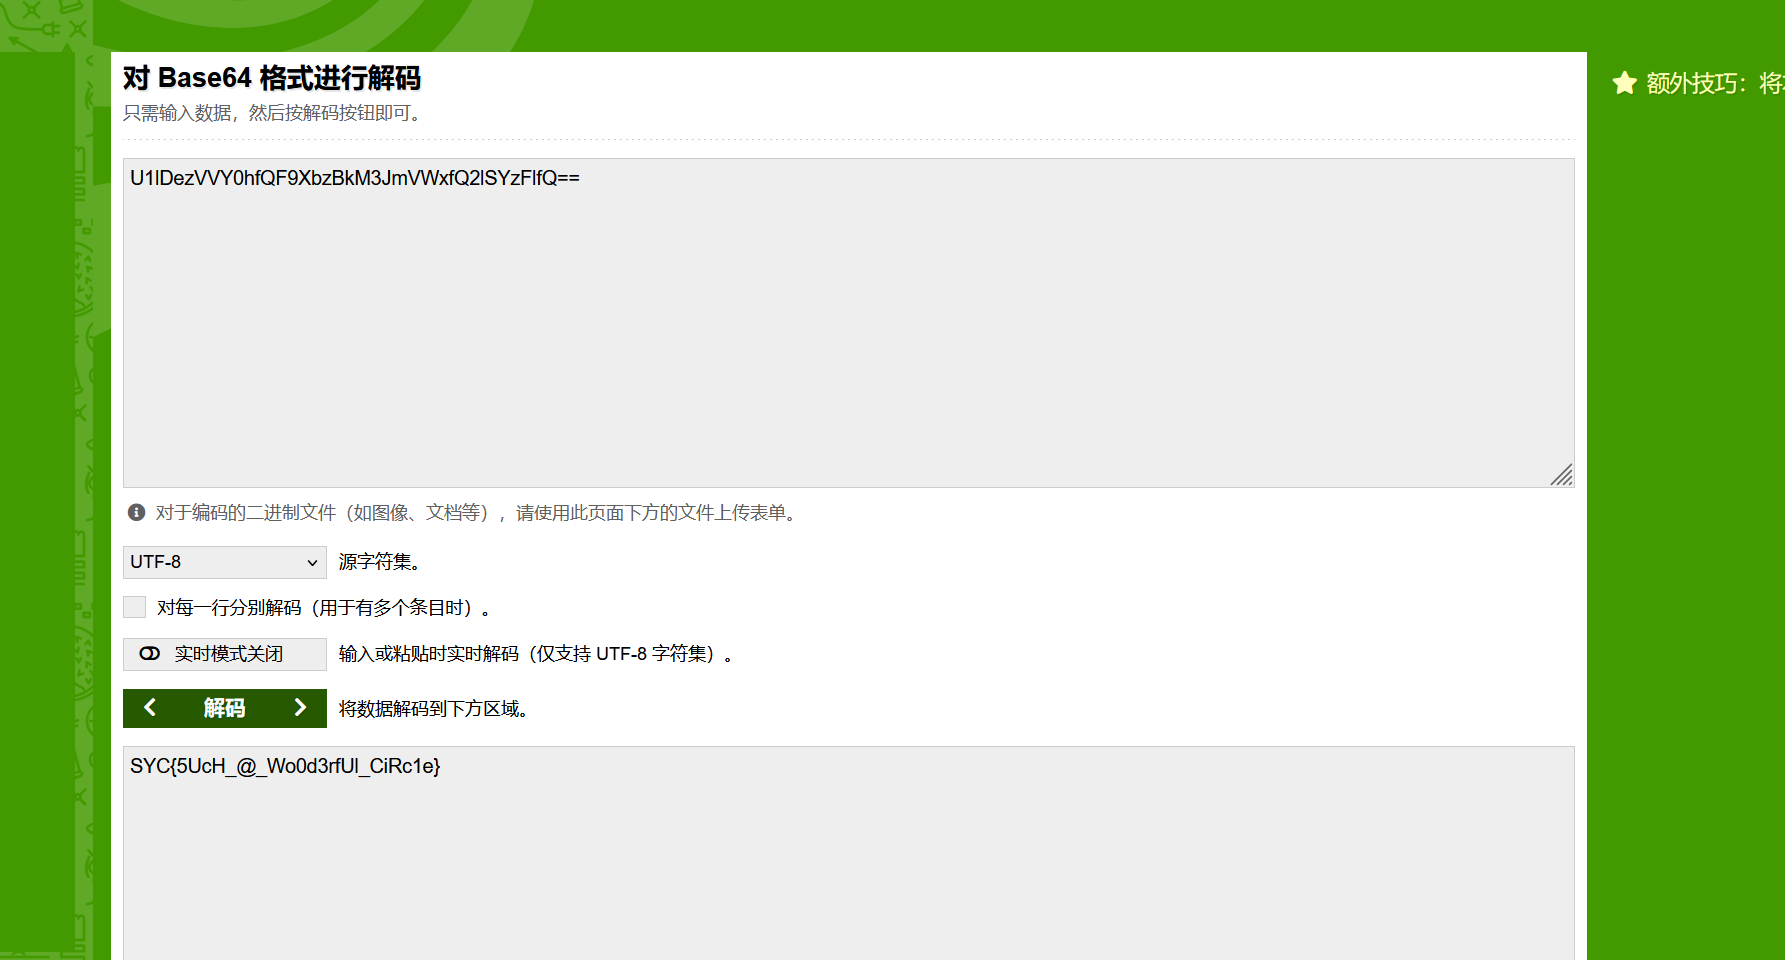 对 Base64 格式进行解码
只需输入数据，然后按解码按钮即可。
U1lDezVVY0hfQF9XbzBkM3JmVWxfQ2lSYzFlfQ==
对于编码的二进制文件（如图像、文档等），请使用此页面下方的文件上传表单。
UTF-8 源字符集。
对每一行分别解码（用于有多个条目时）。
实时模式关闭 输入或粘贴时实时解码（仅支持 UTF-8 字符集）。
解码 将数据解码到下方区域。
SYC{5UcH_@_Wo0d3rfUl_CiRc1e}
额外技巧：将